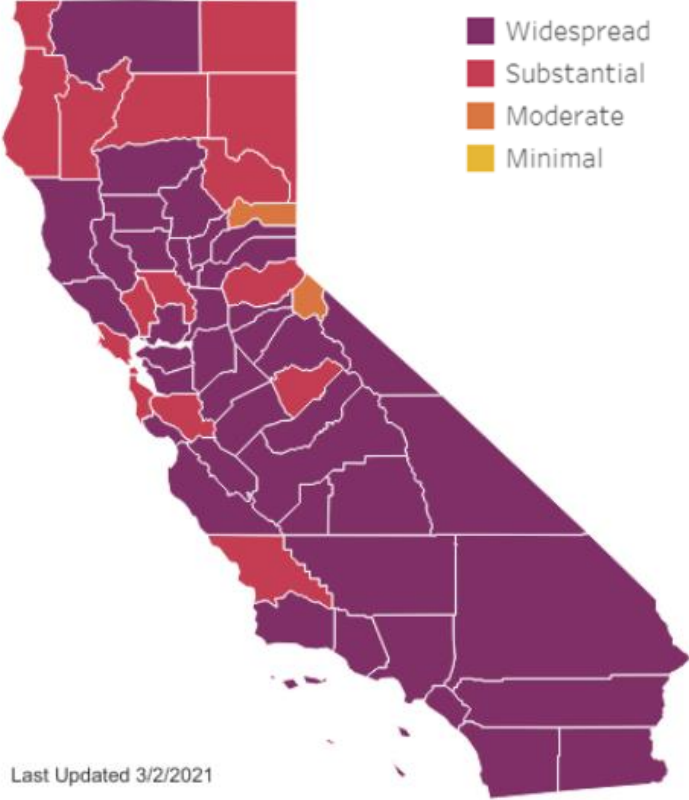 Widespread
Substantial
Moderate
Minimal
Last Updated 3/2/2021